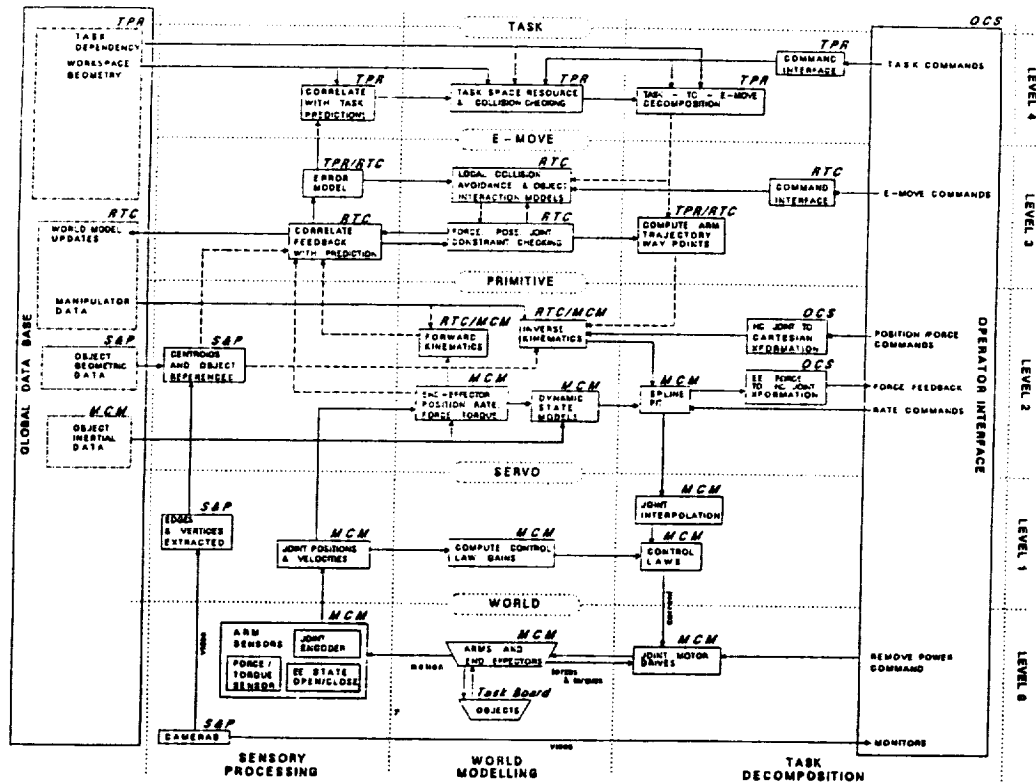 TASK
TPR
OCS
TASK
DEPENDENCY
WORKSPACE
GEOMETRY
TPR
CORRELATE
WITH TASK
PREDICTIONS
TPR
TASK SPACE RESOURCE
& COLLISION CHECKING
TPR
COMMAND
INTERFACE
TASK COMMANDS
TPR
TASK - TO - E-MOVE
DECOMPOSITION
LEVEL 4
E-MOVE
TPR/RTC
ERROR
MODEL
RTC
LOCAL COLLISION
AVOIDANCE & OBJECT
INTERACTION MODELS
RTC
COMMAND
INTERFACE
E-MOVE COMMANDS
RTC
WORLD MODEL
UPDATES
RTC
CORRELATE
FEEDBACK
WITH PREDICTION
FORCE, POSE, JOINT
CONSTRAINT CHECKING
TPR/RTC
COMPUTE ARM
TRAJECTORY
WAY POINTS
LEVEL 3
PRIMITIVE
MANIPULATOR
DATA
RTC/MCM
FORWARD
KINEMATICS
RTC/MCM
INVERSE
KINEMATICS
OCS
HC JOINT TO
CARTESIAN
XFORMATION
POSITION/FORCE
COMMANDS
S&P
OBJECT
GEOMETRIC
DATA
S&P
CENTROIDS
AND OBJECT
REFERENCES
OCS
EE FORCE
TO HC JOINT
XFORMATION
FORCE FEEDBACK
MCM
END-EFFECTOR
POSITION RATE,
FORCE TORQUE
MCM
DYNAMIC
STATE
MODELS
MCM
SPLINE
RATE COMMANDS
MCM
OBJECT
INERTIAL
DATA
LEVEL 2
GLOBAL DATA BASE
OPERATOR INTERFACE
SERVO
S&P
EDGES
& VERTICES
EXTRACTED
MCM
JOINT
INTERPOLATION
MCM
JOINT POSITIONS
& VELOCITIES
MCM
COMPUTE CONTROL
LAW GAINS
MCM
CONTROL
LAWS
LEVEL 1
WORLD
video
current
MCM
ARM
SENSORS
JOINT
ENCODER
FORCE/
TORQUE
SENSOR
EE STATE
OPEN/CLOSE
motion
MCM
ARMS AND
END EFFECTORS
forces
& torques
MCM
JOINT MOTOR
DRIVES
REMOVE POWER
COMMAND
Task Board
OBJECTS
S&P
CAMERAS
video
MONITORS
SENSORY
PROCESSING
WORLD
MODELLING
TASK
DECOMPOSITION